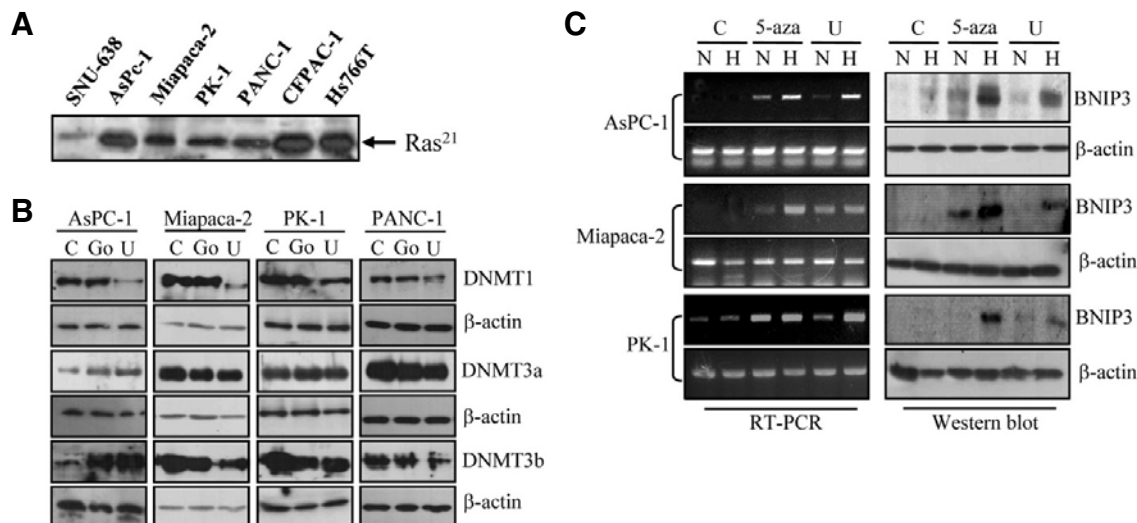 A
SNU-638 AsPc-1 Miapaca-2 PK-1 PANC-1 CFPAC-1 Hs766T
Ras21
B
AsPC-1 Miapaca-2 PK-1 PANC-1
C Go U C Go U C Go U C Go U
DNMT1
β-actin
DNMT3a
β-actin
DNMT3b
β-actin
C
C 5-aza U C 5-aza U
N H N H N H N H N H N H
AsPC-1
BNIP3
β-actin
Miapaca-2
BNIP3
β-actin
PK-1
BNIP3
β-actin
RT-PCR Western blot